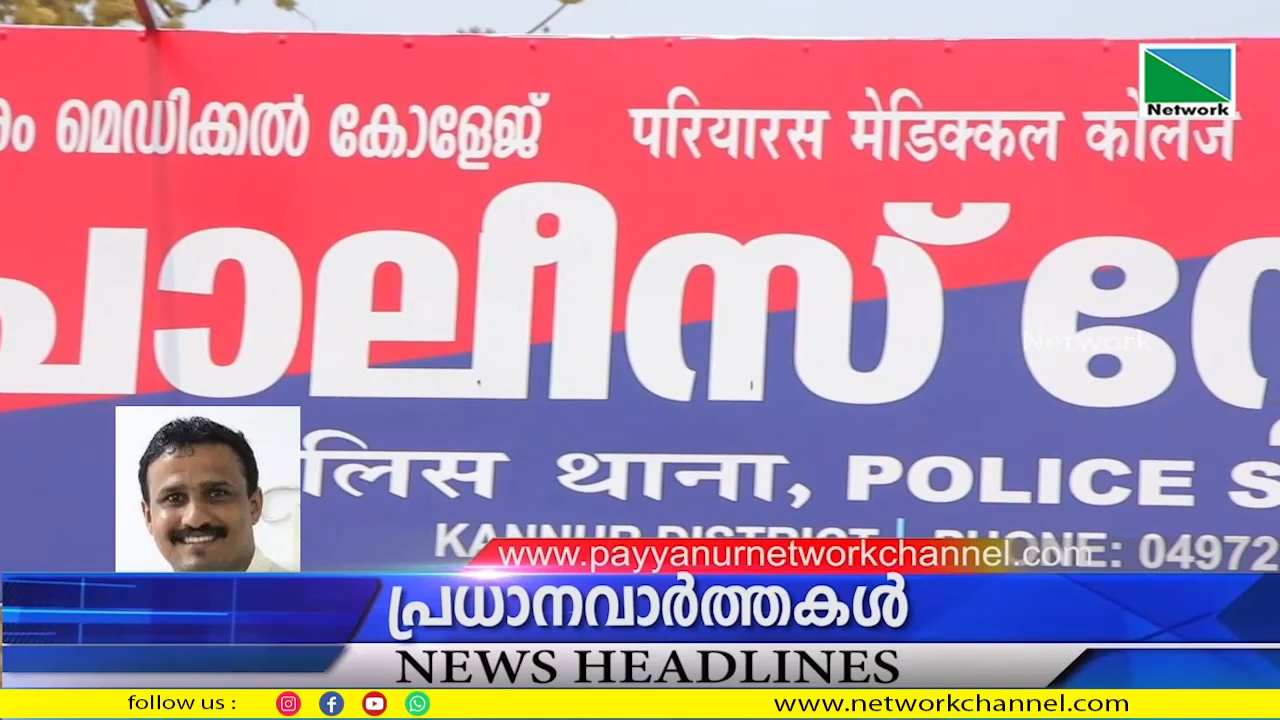 മെഡിക്കൽ കോളേജ് परियारस मेडिक्कल कॉलेज
Network
പോലീസ്
Network
थाना, POLICE
KANNUR DISTRICT PHONE: 04972
www.payyanurnetworkchannel.com
പ്രധാനവാർത്തകൾ
NEWS HEADLINES
follow us :
www.networkchannel.com